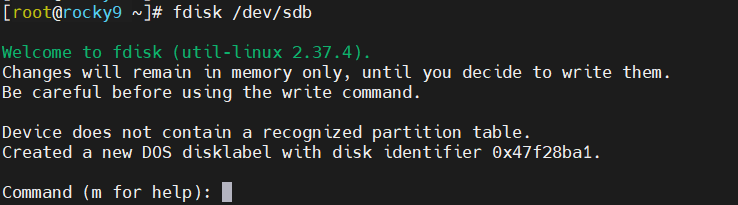 [root@rocky9 ~]# fdisk /dev/sdb
Welcome to fdisk (util-linux 2.37.4).
Changes will remain in memory only, until you decide to write them.
Be careful before using the write command.
Device does not contain a recognized partition table.
Created a new DOS disklabel with disk identifier 0x47f28ba1.
Command (m for help):